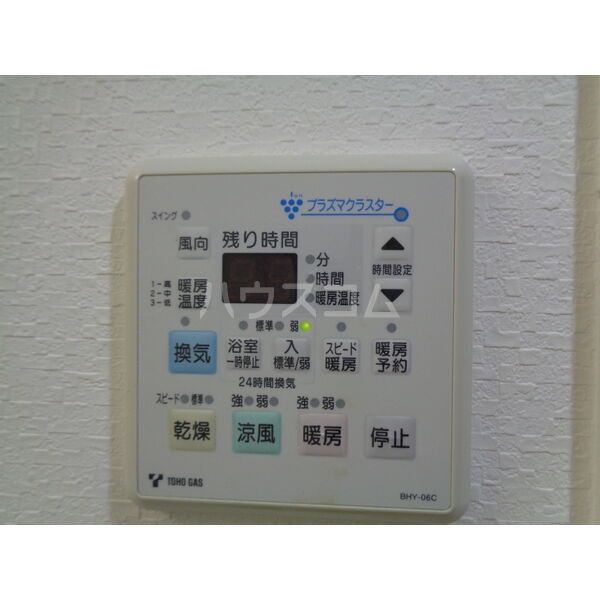 プラズマクラスター
スイング
風向
残り時間
分
時間
暖房温度
時間設定
1-高
2-中
3-低
暖房
温度
ハウスコム
標準 弱
換気
浴室
一時停止
入
標準/弱
スピード
暖房
暖房
予約
24時間換気
スピード 標準
強 弱
強 弱
乾燥
涼風
暖房
停止
TOHO GAS
BHY-06C